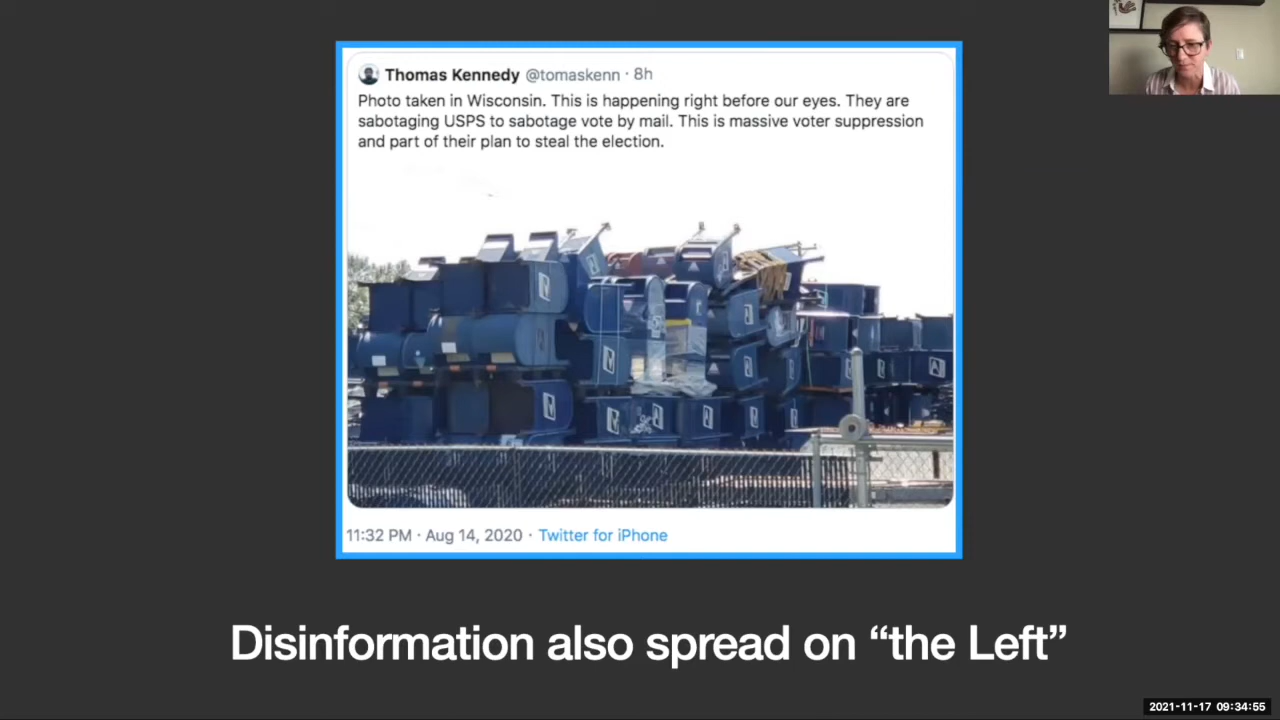 Thomas Kennedy @tomaskenn · 8h
Photo taken in Wisconsin. This is happening right before our eyes. They are
sabotaging USPS to sabotage vote by mail. This is massive voter suppression
and part of their plan to steal the election.
11:32 PM · Aug 14, 2020 · Twitter for iPhone
Disinformation also spread on “the Left”
2021-11-17 09:34:55